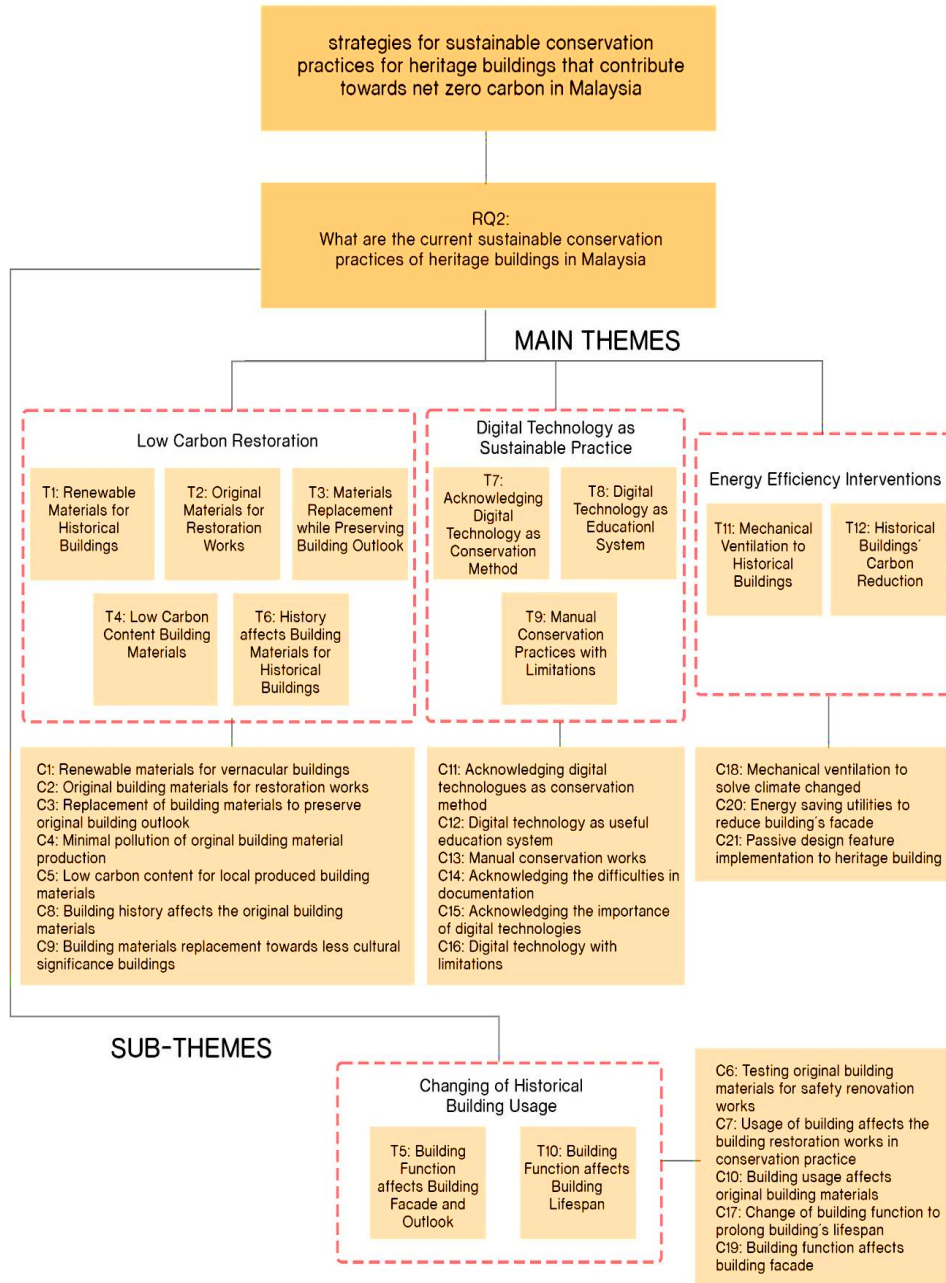 strategies for sustainable conservation
practices for heritage buildings that contribute
towards net zero carbon in Malaysia
RQ2:
What are the current sustainable conservation
practices of heritage buildings in Malaysia
MAIN THEMES
Low Carbon Restoration
T1: Renewable
Materials for
Historical
Buildings
T2: Original
Materials for
Restoration
Works
T3: Materials
Replacement
while Preserving
Building Outlook
T4: Low Carbon
Content Building
Materials
T6: History
affects Building
Materials for
Historical
Buildings
Digital Technology as
Sustainable Practice
T7:
Acknowledging
Digital
Technology as
Conservation
Method
T8: Digital
Technology as
Educationl
System
T9: Manual
Conservation
Practices with
Limitations
Energy Efficiency Interventions
T11: Mechanical
Ventilation to
Historical
Buildings
T12: Historical
Buildings´
Carbon
Reduction
C1: Renewable materials for vernacular buildings
C2: Original building materials for restoration works
C3: Replacement of building materials to preserve
original building outlook
C4: Minimal pollution of orginal building material
production
C5: Low carbon content for local produced building
materials
C8: Building history affects the original building
materials
C9: Building materials replacement towards less cultural
significance buildings
C11: Acknowledging digital
technologues as conservation
method
C12: Digital technology as useful
education system
C13: Manual conservation works
C14: Acknowledging the difficulties in
documentation
C15: Acknowledging the importance
of digital technologies
C16: Digital technology with
limitations
C18: Mechanical ventilation to
solve climate changed
C20: Energy saving utilities to
reduce building´s facade
C21: Passive design feature
implementation to heritage building
SUB-THEMES
Changing of Historical
Building Usage
T5: Building
Function
affects Building
Facade and
Outlook
T10: Building
Function affects
Building
Lifespan
C6: Testing original building
materials for safety renovation
works
C7: Usage of building affects the
building restoration works in
conservation practice
C10: Building usage affects
original building materials
C17: Change of building function to
prolong building´s lifespan
C19: Building function affects
building facade